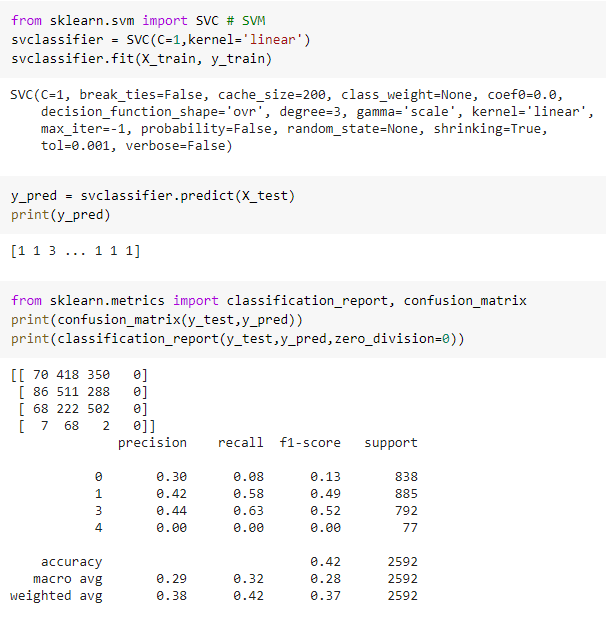 from sklearn.svm import SVC # SVM
svclassifier = SVC(C=1,kernel='linear')
svclassifier.fit(X_train, y_train)
SVC(C=1, break_ties=False, cache_size=200, class_weight=None, coef0=0.0,
    decision_function_shape='ovr', degree=3, gamma='scale', kernel='linear',
    max_iter=-1, probability=False, random_state=None, shrinking=True,
    tol=0.001, verbose=False)
y_pred = svclassifier.predict(X_test)
print(y_pred)
[1 1 3 ... 1 1 1]
from sklearn.metrics import classification_report, confusion_matrix
print(confusion_matrix(y_test,y_pred))
print(classification_report(y_test,y_pred,zero_division=0))
[[ 70 418 350   0]
 [ 86 511 288   0]
 [ 68 222 502   0]
 [  7  68   2   0]]
              precision    recall  f1-score   support
           0       0.30      0.08      0.13       838
           1       0.42      0.58      0.49       885
           3       0.44      0.63      0.52       792
           4       0.00      0.00      0.00        77
    accuracy                           0.42      2592
   macro avg       0.29      0.32      0.28      2592
weighted avg       0.38      0.42      0.37      2592